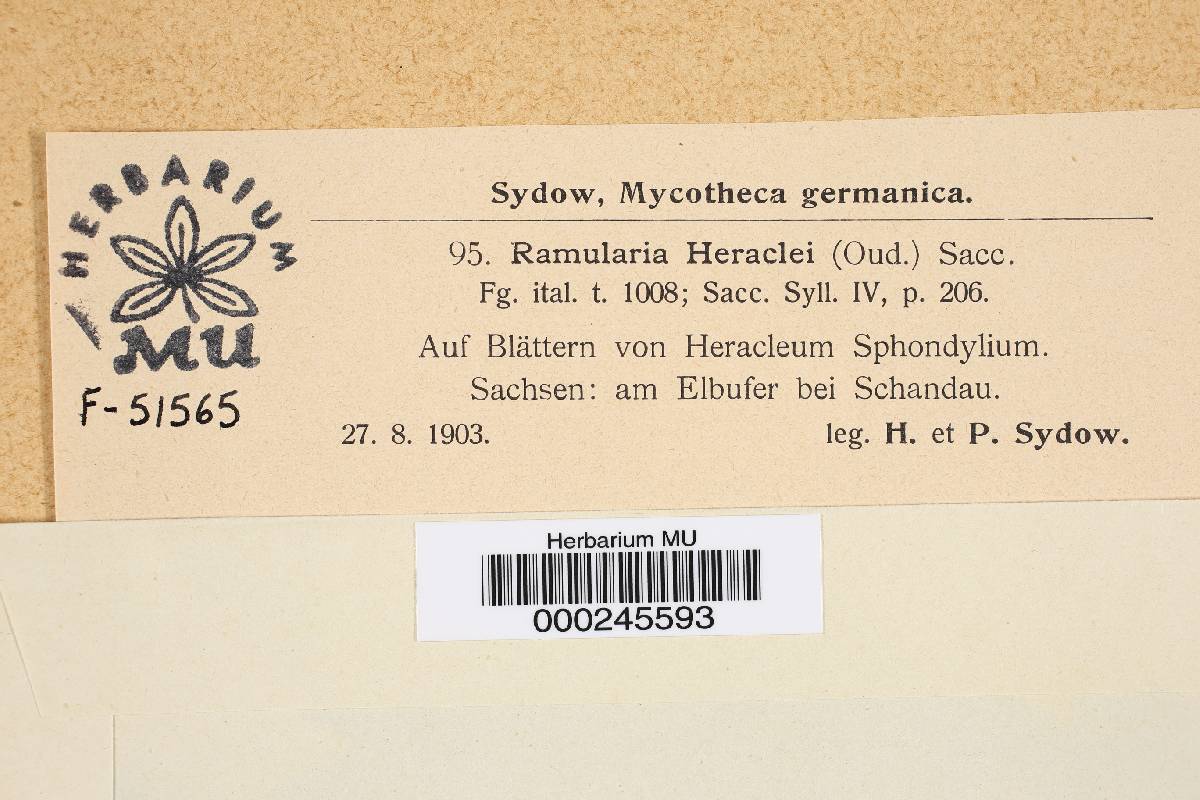 HERBARIUM
MU
F-51565
Sydow, Mycotheca germanica.
95. Ramularia Heraclei (Oud.) Sacc.
Fg. ital. t. 1008; Sacc. Syll. IV, p. 206.
Auf Blättern von Heracleum Sphondylium.
Sachsen: am Elbufer bei Schandau.
27. 8. 1903. leg. H. et P. Sydow.
Herbarium MU
000245593